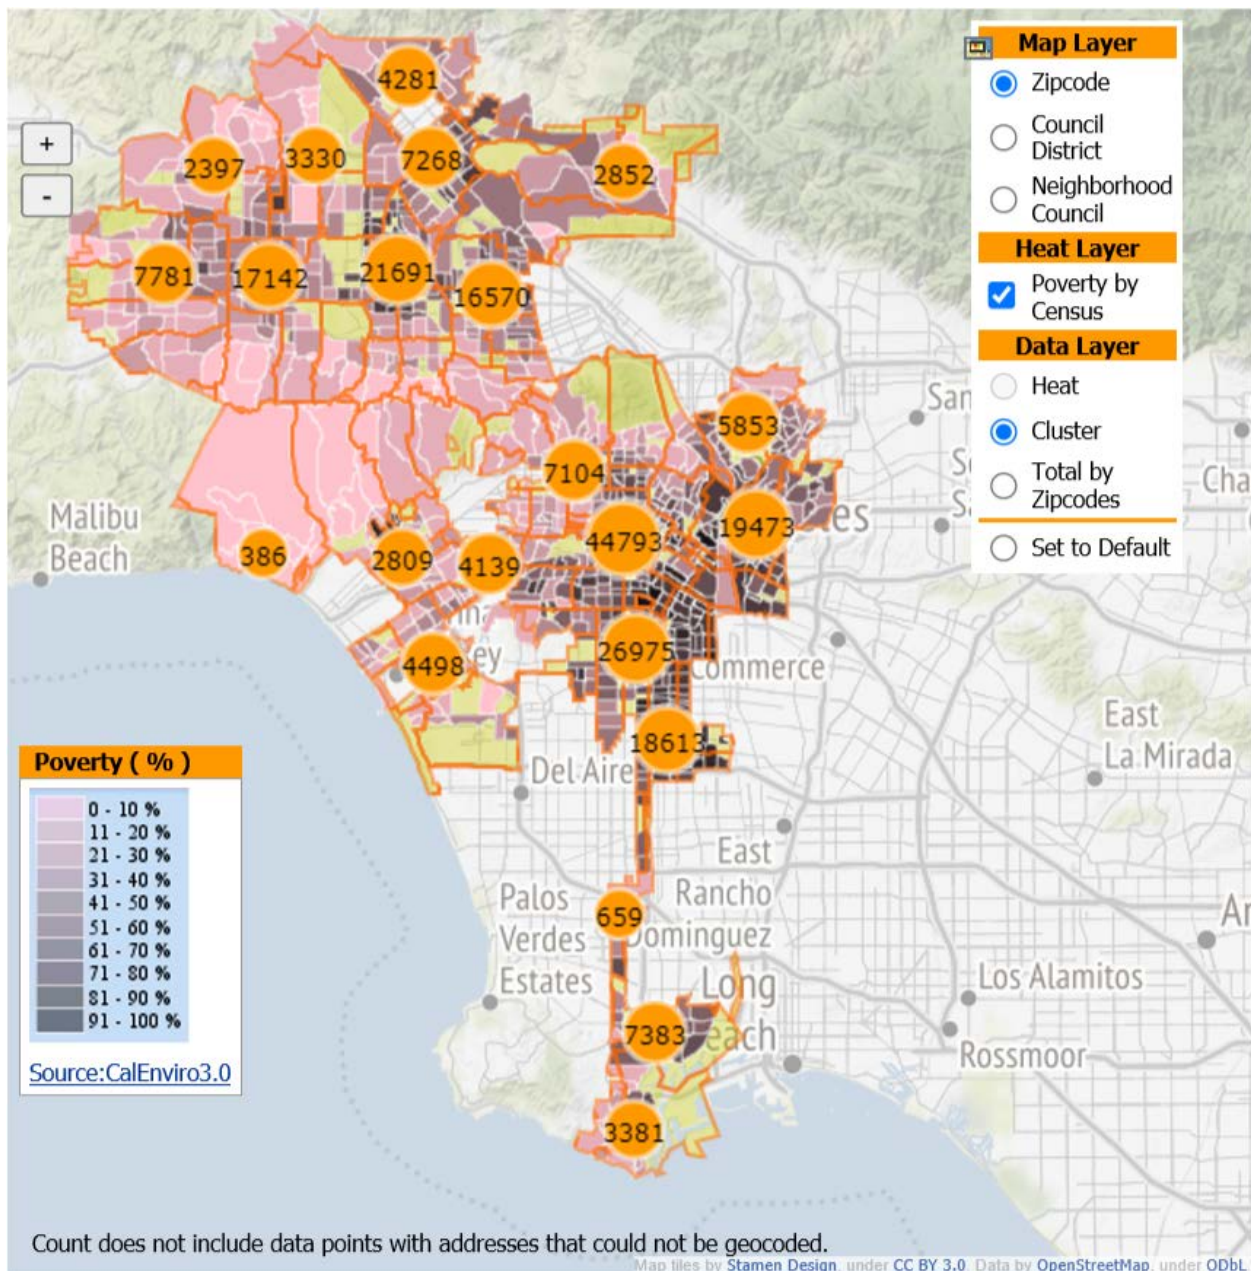 4281
2397
3330
7268
2852
7781
17142
21691
16570
5853
7104
19473
44793
386
2809
4139
26975
4498
18613
659
7383
3381
+
-
Map Layer
Zipcode
Council
District
Neighborhood
Council
Heat Layer
Poverty by
Census
Data Layer
Heat
Cluster
Total by
Zipcodes
Set to Default
Malibu
Beach
San
Cha
es
ey
Commerce
East
La Mirada
Del Aire
East
Rancho
Dominguez
Palos
Verdes
Estates
Long
each
Los Alamitos
Rossmoor
Poverty ( % )
0 - 10 %
11 - 20 %
21 - 30 %
31 - 40 %
41 - 50 %
51 - 60 %
61 - 70 %
71 - 80 %
81 - 90 %
91 - 100 %
Source:CalEnviro3.0
Count does not include data points with addresses that could not be geocoded.
Map tiles by Stamen Design, under CC BY 3.0. Data by OpenStreetMap, under ODbL